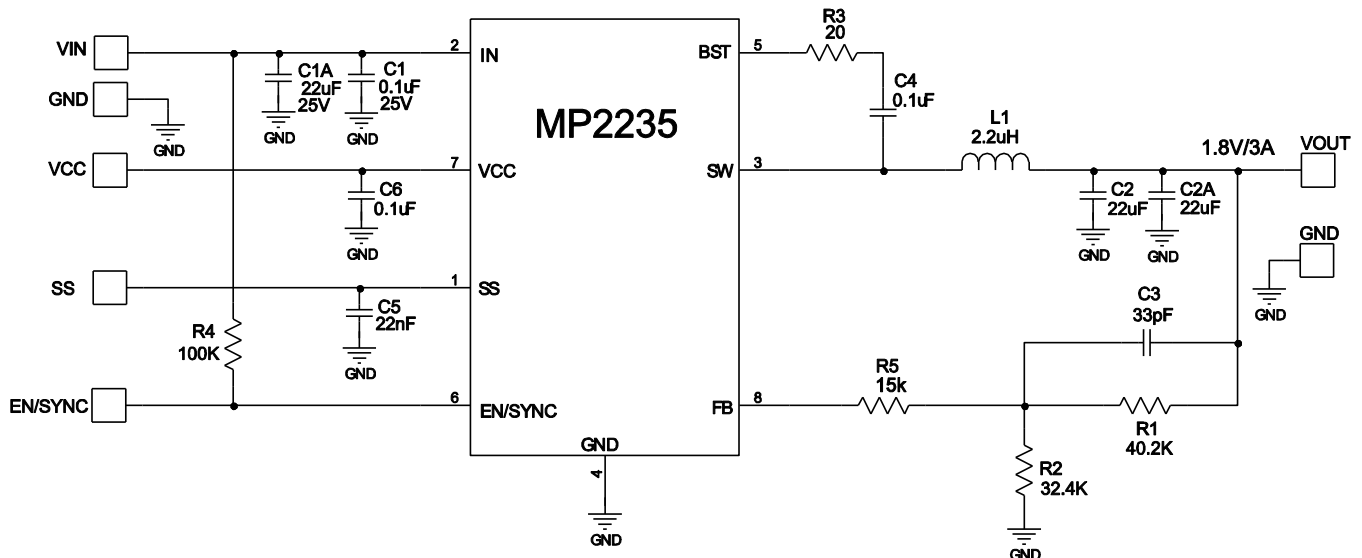 VIN
GND
GND
VCC
SS
EN/SYNC
R4
100K
C1A
22uF
25V
GND
C1
0.1uF
25V
GND
C6
0.1uF
GND
C5
22nF
GND
2
IN
7
VCC
1
SS
6
EN/SYNC
MP2235
GND
4
GND
BST
5
SW
3
FB
8
R3
20
C4
0.1uF
L1
2.2uH
1.8V/3A
VOUT
C2
22uF
GND
C2A
22uF
GND
GND
GND
C3
33pF
R5
15k
R1
40.2K
R2
32.4K
GND